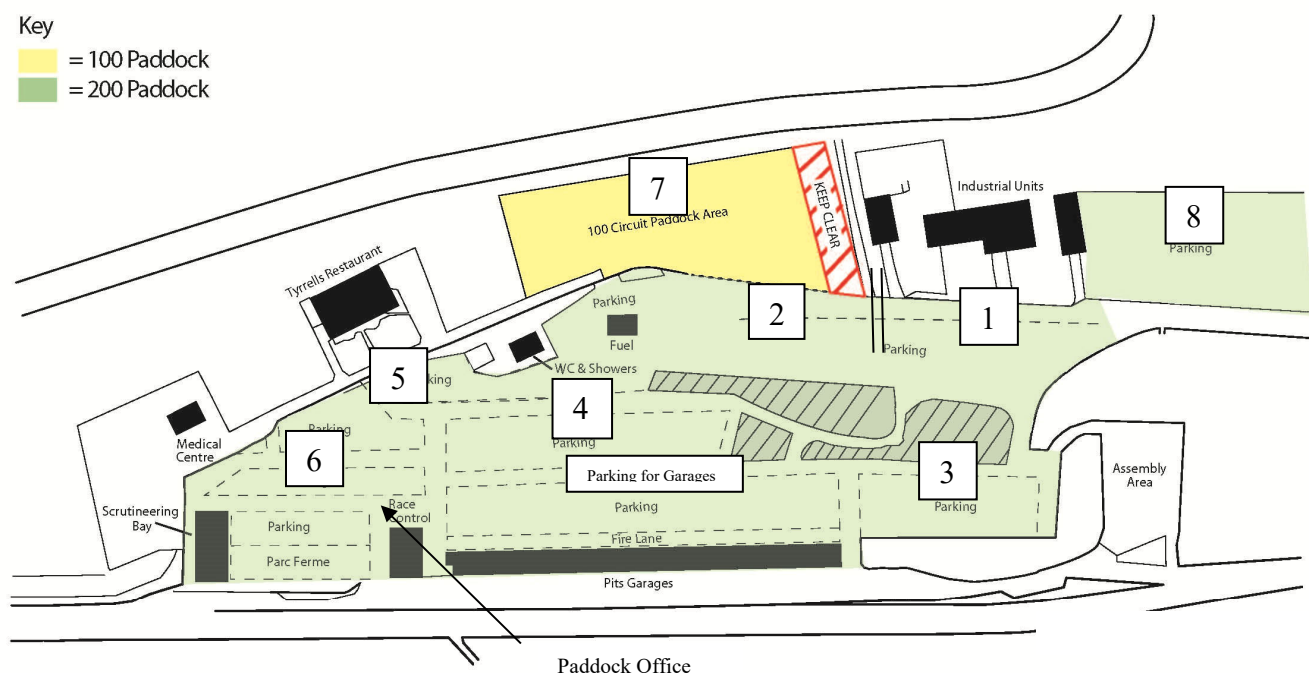 Key
= 100 Paddock
= 200 Paddock
7
100 Circuit Paddock Area
KEEP CLEAR
Industrial Units
8
Parking
Tyrrells Restaurant
Parking
Fuel
2
1
Parking
WC & Showers
5
4
Parking
Medical
Centre
Parking
6
Parking for Garages
3
Parking
Assembly
Area
Scrutineering
Bay
Parking
Parc Ferme
Race
Control
Parking
Fire Lane
Pits Garages
Paddock Office